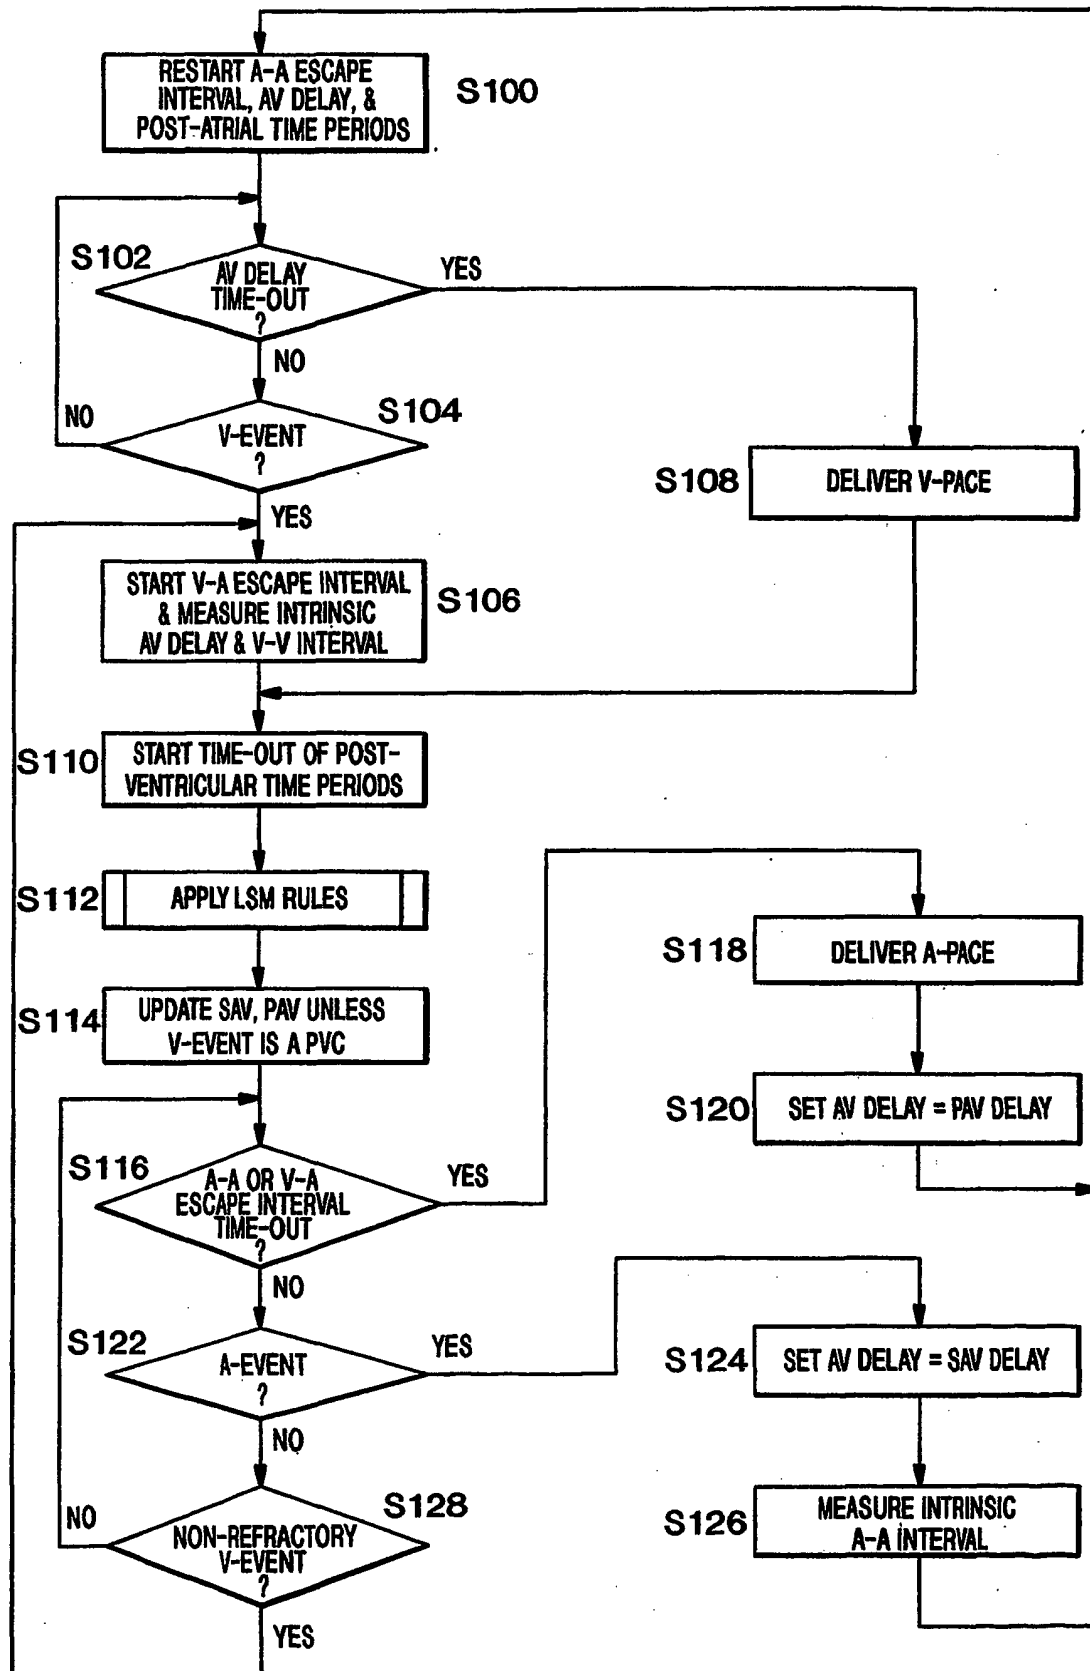 RESTART A-A ESCAPE
INTERVAL, AV DELAY, &
POST-ATRIAL TIME PERIODS
S100
S102
AV DELAY
TIME-OUT
?
YES
NO
S104
V-EVENT
?
NO
YES
S108
DELIVER V-PACE
START V-A ESCAPE INTERVAL
& MEASURE INTRINSIC
AV DELAY & V-V INTERVAL
S106
S110
START TIME-OUT OF POST-
VENTRICULAR TIME PERIODS
S112
APPLY LSM RULES
S114
UPDATE SAV, PAV UNLESS
V-EVENT IS A PVC
S118
DELIVER A-PACE
S120
SET AV DELAY = PAV DELAY
S116
A-A OR V-A
ESCAPE INTERVAL
TIME-OUT
?
YES
NO
S122
A-EVENT
?
YES
NO
S124
SET AV DELAY = SAV DELAY
S126
MEASURE INTRINSIC
A-A INTERVAL
S128
NON-REFRACTORY
V-EVENT
?
NO
YES